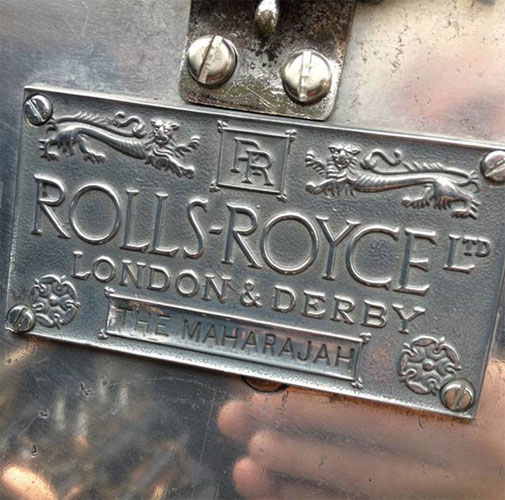 RR
ROLLS-ROYCE LTD
LONDON & DERBY
THE MAHARAJAH